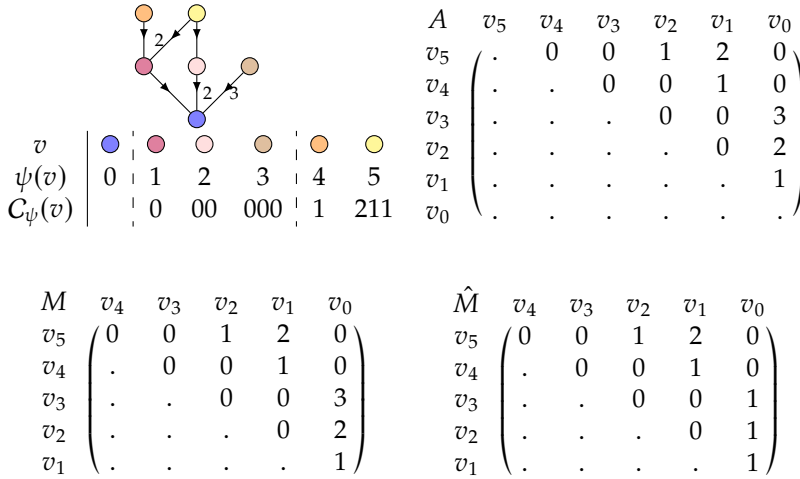 2
2 3
v
ψ(v) 0 1 2 3 4 5
C_ψ(v) 0 00 000 1 211
A v₅ v₄ v₃ v₂ v₁ v₀
v₅ . 0 0 1 2 0
v₄ . . 0 0 1 0
v₃ . . . 0 0 3
v₂ . . . . 0 2
v₁ . . . . . 1
v₀ . . . . . .
M v₄ v₃ v₂ v₁ v₀
v₅ 0 0 1 2 0
v₄ . 0 0 1 0
v₃ . . 0 0 3
v₂ . . . 0 2
v₁ . . . . 1
M̂ v₄ v₃ v₂ v₁ v₀
v₅ 0 0 1 2 0
v₄ . 0 0 1 0
v₃ . . 0 0 1
v₂ . . . 0 1
v₁ . . . . 1